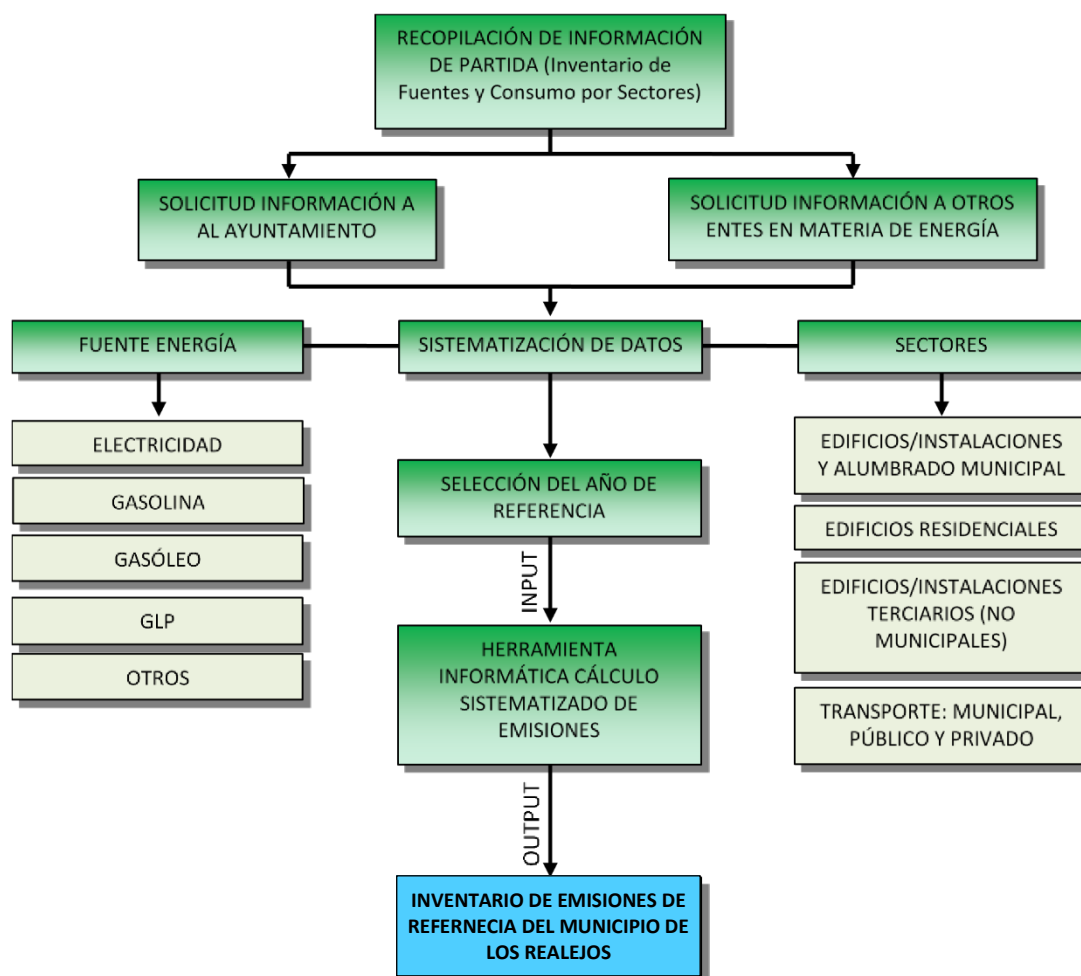 RECOPILACIÓN DE INFORMACIÓN
DE PARTIDA (Inventario de
Fuentes y Consumo por Sectores)
SOLICITUD INFORMACIÓN A
AL AYUNTAMIENTO
SOLICITUD INFORMACIÓN A OTROS
ENTES EN MATERIA DE ENERGÍA
FUENTE ENERGÍA
SISTEMATIZACIÓN DE DATOS
SECTORES
ELECTRICIDAD
GASOLINA
GASÓLEO
GLP
OTROS
SELECCIÓN DEL AÑO DE
REFERENCIA
INPUT
HERRAMIENTA
INFORMÁTICA CÁLCULO
SISTEMATIZADO DE
EMISIONES
OUTPUT
EDIFICIOS/INSTALACIONES
Y ALUMBRADO MUNICIPAL
EDIFICIOS RESIDENCIALES
EDIFICIOS/INSTALACIONES
TERCIARIOS (NO
MUNICIPALES)
TRANSPORTE: MUNICIPAL,
PÚBLICO Y PRIVADO
INVENTARIO DE EMISIONES DE
REFERNECIA DEL MUNICIPIO DE
LOS REALEJOS